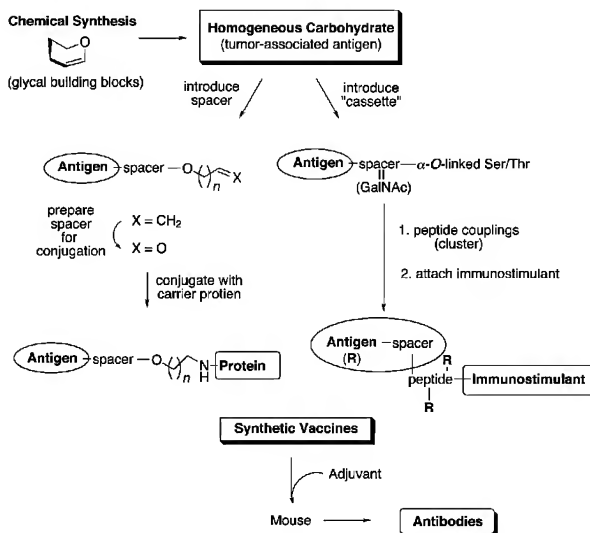 Chemical Synthesis
O
(glycal building blocks)
Homogeneous Carbohydrate
(tumor-associated antigen)
introduce
spacer
introduce
"cassette"
Antigen spacer O n X
Antigen spacer α-O-linked Ser/Thr
(GalNAc)
prepare
spacer
for
conjugation
X = CH2
X = O
1. peptide couplings
(cluster)
2. attach immunostimulant
conjugate with
carrier protien
Antigen spacer O n N H Protein
Antigen spacer
(R)
R
peptide Immunostimulant
R
Synthetic Vaccines
Adjuvant
Mouse Antibodies